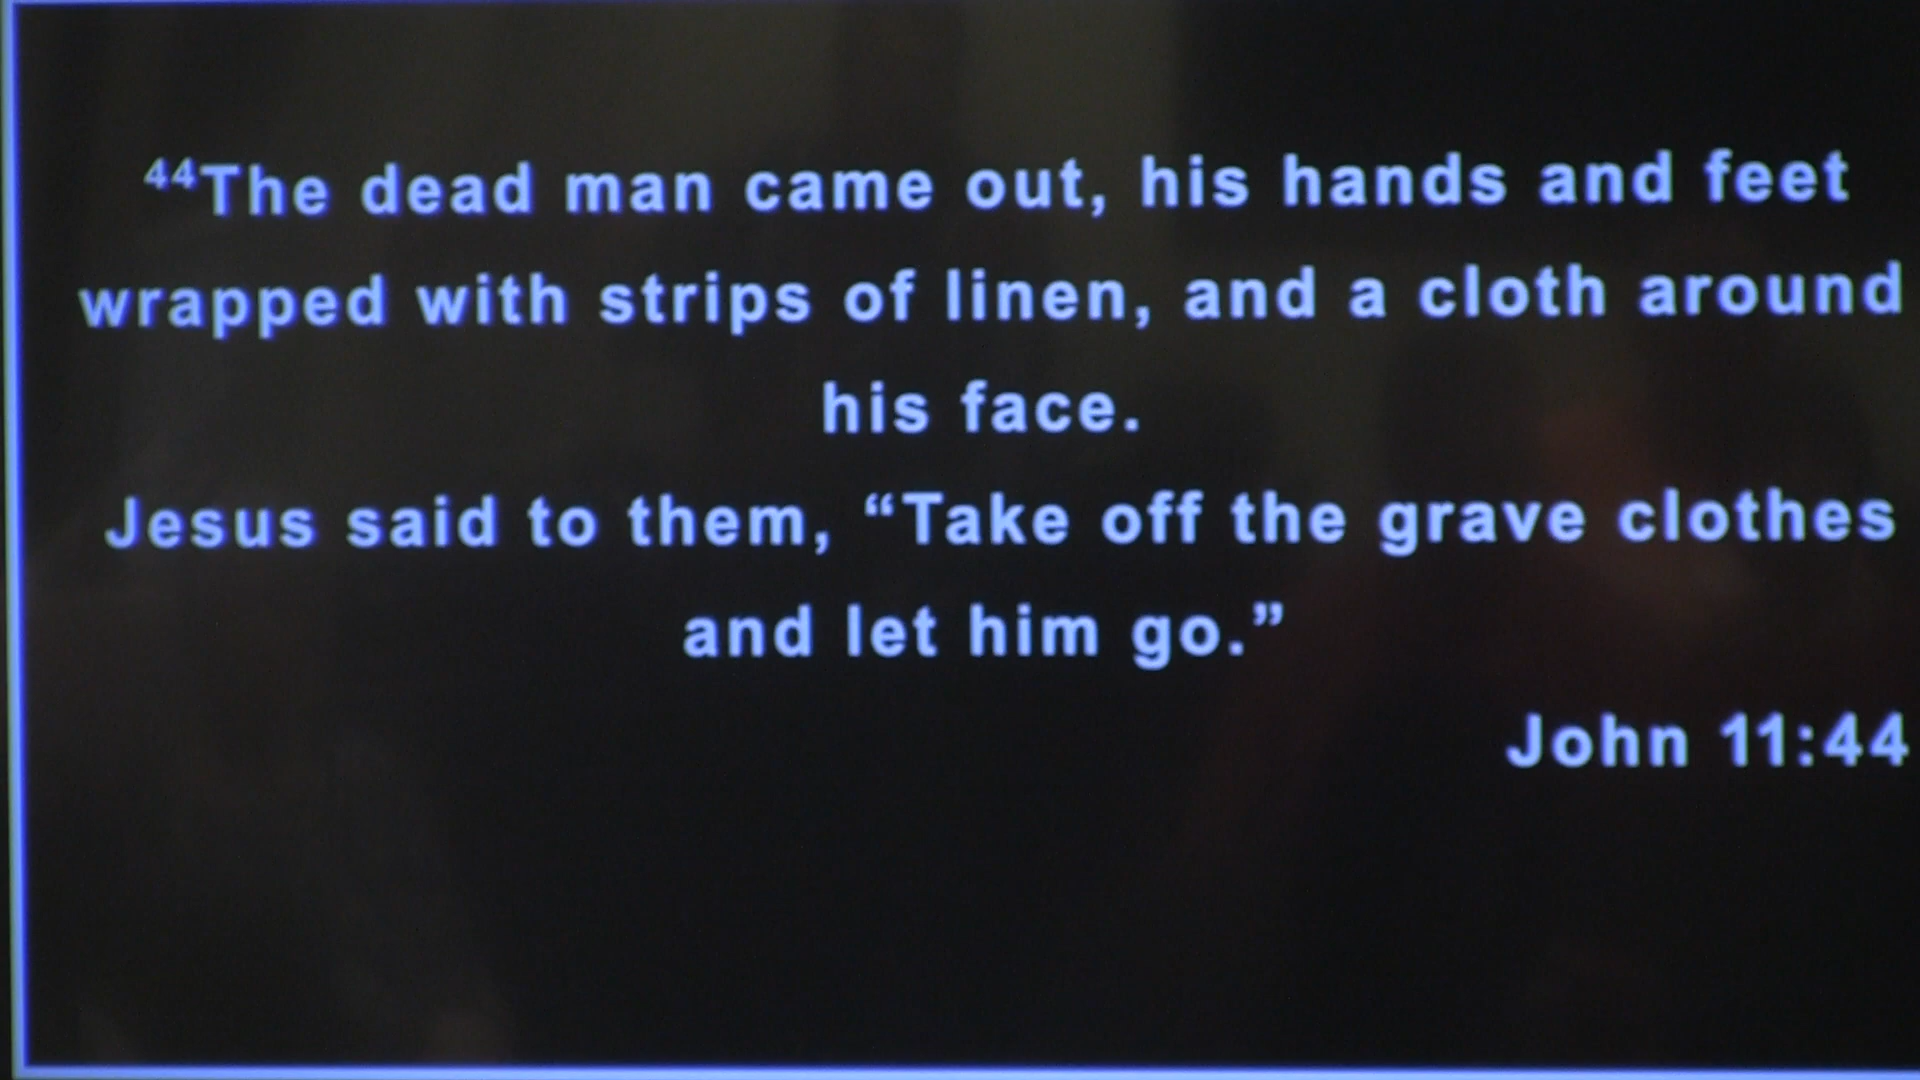 ⁴⁴The dead man came out, his hands and feet
wrapped with strips of linen, and a cloth around
his face.
Jesus said to them, “Take off the grave clothes
and let him go.”
John 11:44